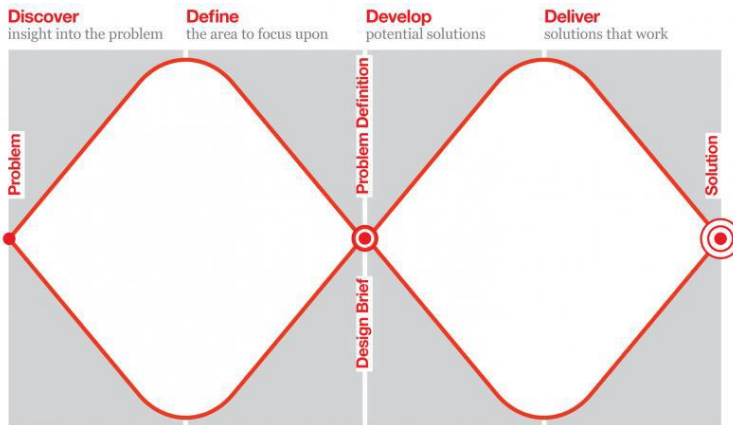 Discover
insight into the problem
Define
the area to focus upon
Develop
potential solutions
Deliver
solutions that work
Problem
Problem Definition
Design Brief
Solution